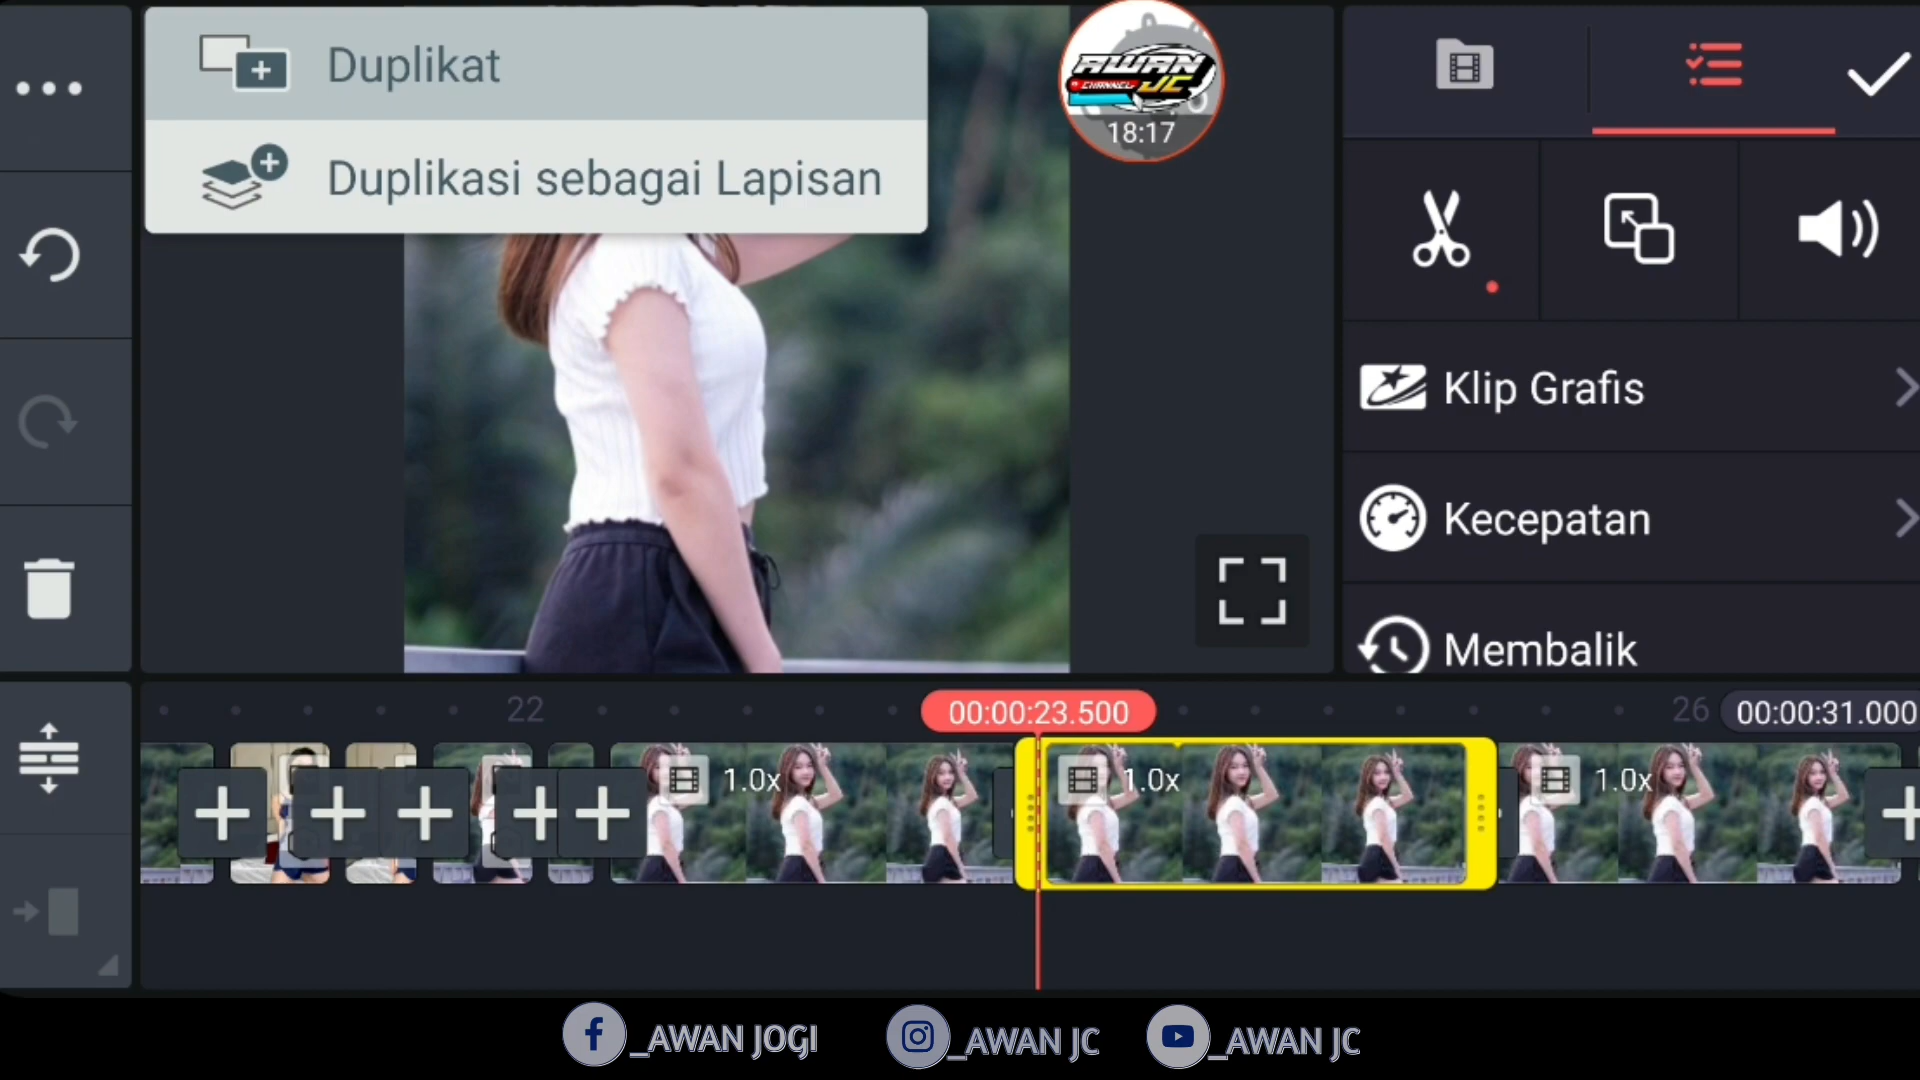 Duplikat
Duplikasi sebagai Lapisan
AWAN
CHANNEL JC
18:17
Klip Grafis
Kecepatan
Membalik
22
00:00:23.500
26
00:00:31.000
1.0x
1.0x
1.0x
_AWAN JOGI
_AWAN JC
_AWAN JC